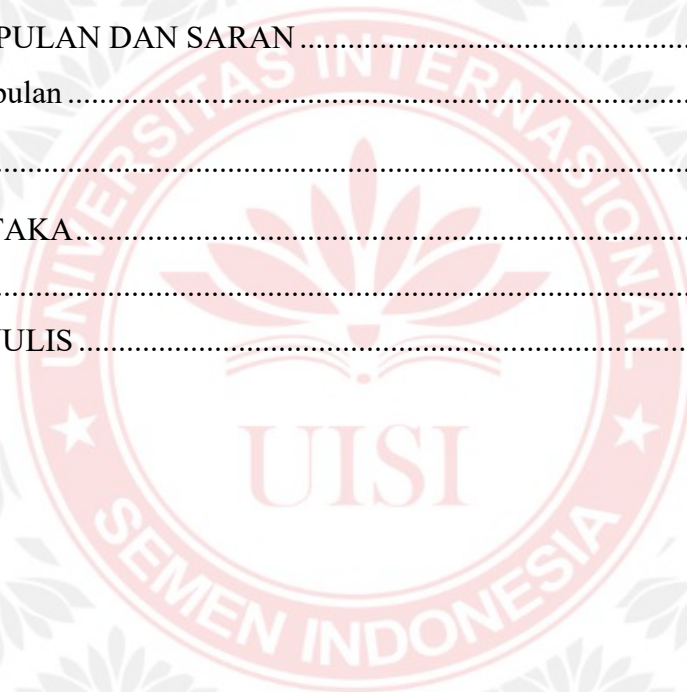 PULAN DAN SARAN ........................................................
pulan ........................................................................................
....................................................................................................
TAKA ........................................................................................
....................................................................................................
ULIS ........................................................................................
UNIVERSITAS INTERNASIONAL
UISI
SEMEN INDONESIA